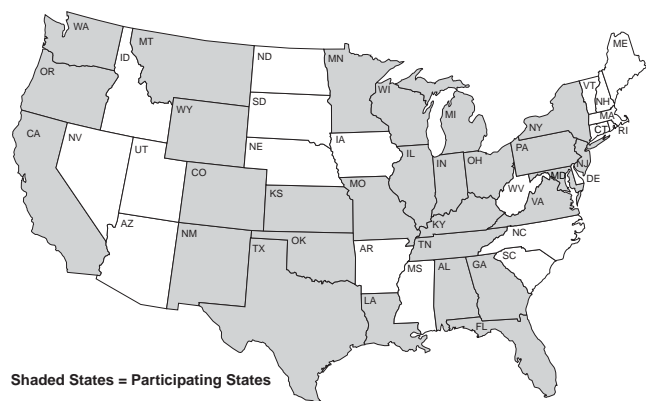 WA
MT
ND
MN
ME
OR
ID
VT
NH
WI
SD
MI
MA
WY
NY
CT
RI
CA
NV
IA
PA
NE
NJ
UT
IL
IN
OH
MD
DE
CO
WV
VA
MO
KS
KY
NC
AZ
NM
OK
TN
TX
AR
SC
MS
AL
GA
LA
FL
Shaded States = Participating States